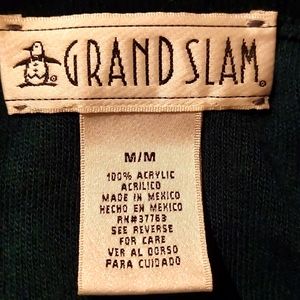 GRAND SLAM
M/M
100% ACRYLIC
ACRILICO
MADE IN MEXICO
HECHO EN MEXICO
RN#37763
SEE REVERSE
FOR CARE
VER AL DORSO
PARA CUIDADO